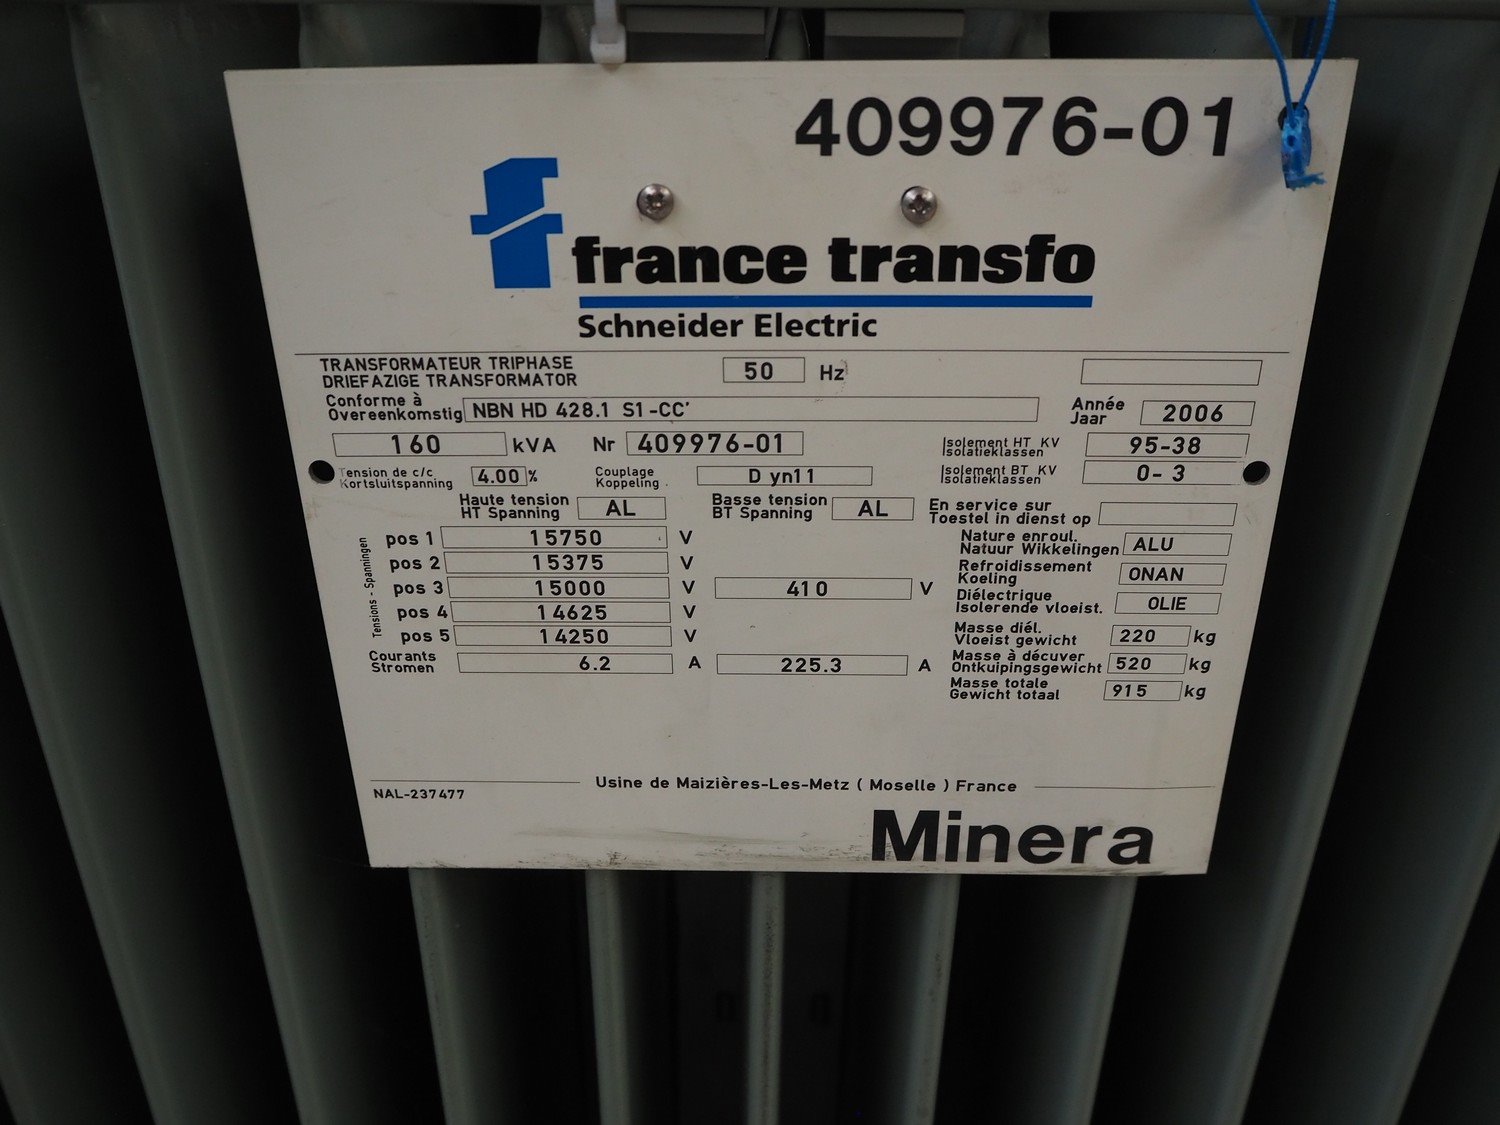 409976-01
france transfo
Schneider Electric
TRANSFORMATEUR TRIPHASE
DRIEFAZIGE TRANSFORMATOR
50 Hz
Conforme à
Overeenkomstig
NBN HD 428.1 S1-CC'
Année
Jaar
2006
160 kVA Nr 409976-01
Isolement HT KV
Isolatieklassen
95-38
Tension de c/c
Kortsluitspanning
4.00 %
Couplage
Koppeling
D yn11
Isolement BT KV
Isolatieklassen
0-3
Haute tension
HT Spanning
AL
Basse tension
BT Spanning
AL
En service sur
Toestel in dienst op
Tensions - Spanningen
pos 1 15750 V
pos 2 15375 V
pos 3 15000 V 410 V
pos 4 14625 V
pos 5 14250 V
Courants
Stromen
6.2 A 225.3 A
Nature enroul.
Natuur Wikkelingen
ALU
Refroidissement
Koeling
ONAN
Diélectrique
Isolerende vloeist.
OLIE
Masse diél.
Vloeist gewicht
220 kg
Masse à décuver
Ontkuipingsgewicht
520 kg
Masse totale
Gewicht totaal
915 kg
Usine de Maizières-Les-Metz ( Moselle ) France
NAL-237477
Minera